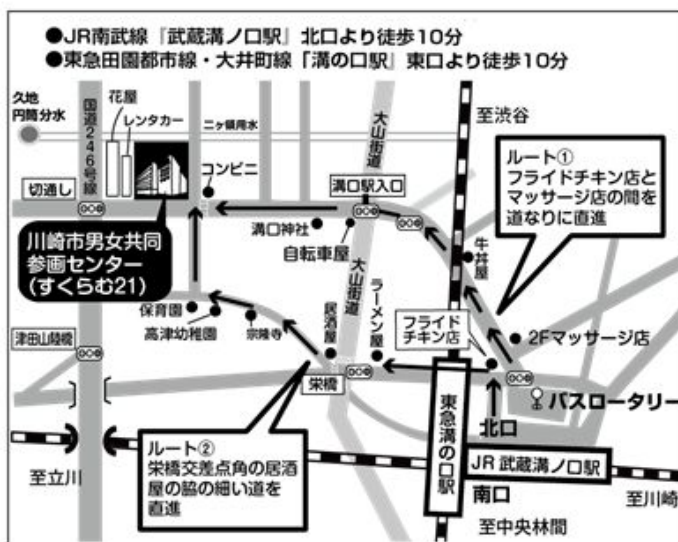 ●JR南武線『武蔵溝ノ口駅』北口より徒歩10分
●東急田園都市線・大井町線「溝の口駅」東口より徒歩10分
久地
円筒分水
国道246号線
花屋
レンタカー
二ヶ領用水
コンビニ
大山街道
至渋谷
ルート①
フライドチキン店と
マッサージ店の間を
道なりに直進
切通し
溝口駅入口
川崎市男女共同
参画センター
(すくらむ21)
溝口神社
自転車屋
牛丼屋
大山街道
保育園
高津幼稚園
宗隆寺
居酒屋
ラーメン屋
フライド
チキン店
2Fマッサージ店
津田山陸橋
栄橋
バスロータリー
北口
東急溝の口駅
ルート②
栄橋交差点角の居酒
屋の脇の細い道を
直進
JR 武蔵溝ノ口駅
南口
至立川
至川崎
至中央林間